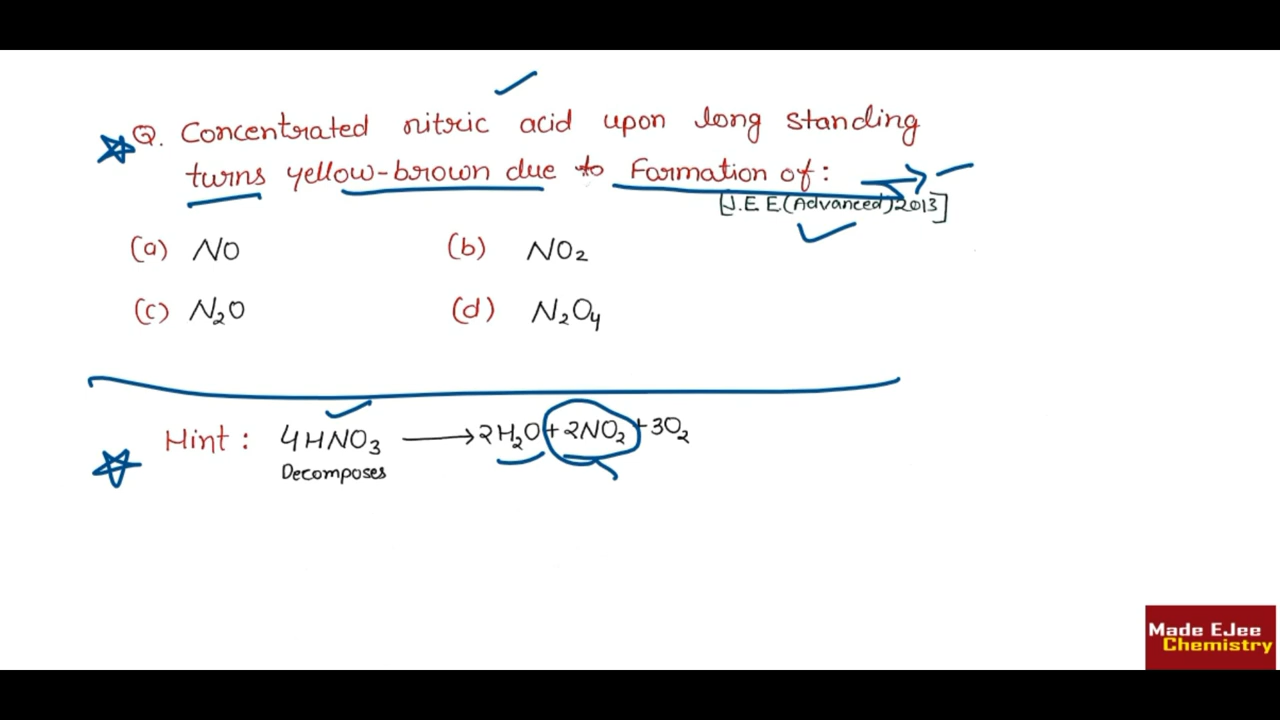 Q. Concentrated nitric acid upon long standing
turns yellow-brown due to Formation of:
[J.E E(Advanced)2013]
(a) NO (b) NO2
(c) N2O (d) N2O4
Hint: 4HNO3 → 2H2O + 2NO2 + 3O2
Decomposes
Made EJee
Chemistry